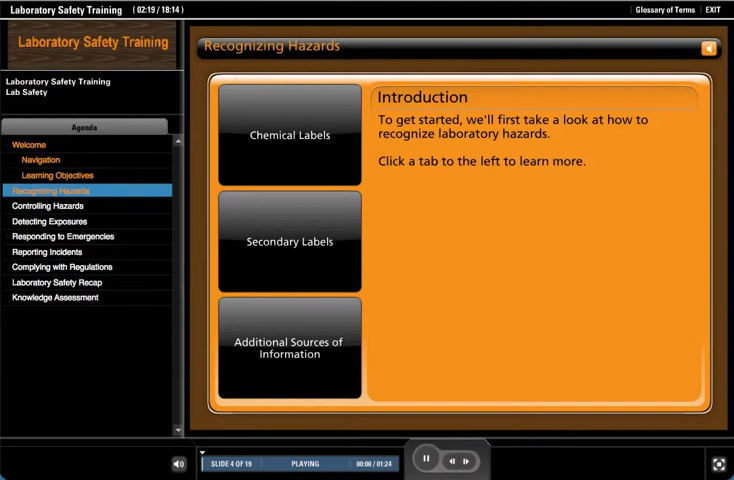 Laboratory Safety Training ( 02:19 / 18:14 )
Glossary of Terms | EXIT
Laboratory Safety Training
Laboratory Safety Training
Lab Safety
Agenda
Welcome
Navigation
Learning Objectives
Recognizing Hazards
Controlling Hazards
Detecting Exposures
Responding to Emergencies
Reporting Incidents
Complying with Regulations
Laboratory Safety Recap
Knowledge Assessment
Recognizing Hazards
Chemical Labels
Secondary Labels
Additional Sources of
Information
Introduction
To get started, we'll first take a look at how to
recognize laboratory hazards.
Click a tab to the left to learn more.
SLIDE 4 OF 19 PLAYING 00:00 / 01:24